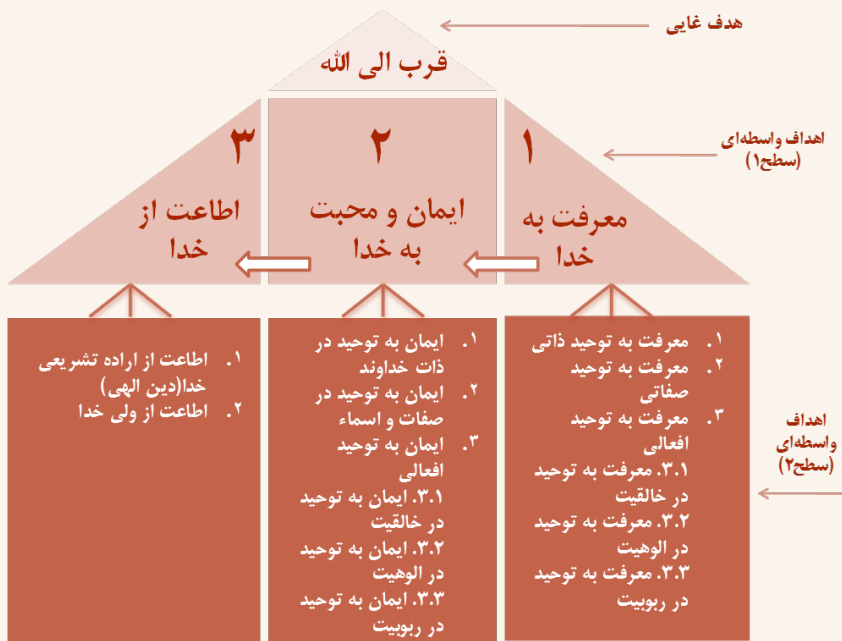 هدف غایی
قرب الی الله
اهداف واسطه‌ای
(سطح۱)
۱
معرفت به
خدا
۲
ایمان و محبت
به خدا
۳
اطاعت از
خدا
اهداف
واسطه‌ای
(سطح۲)
۱. معرفت به توحید ذاتی
۲. معرفت به توحید
صفاتی
۳. معرفت به توحید
افعالی
۳.۱. معرفت به توحید
در خالقیت
۳.۲. معرفت به توحید
در الوهیت
۳.۳. معرفت به توحید
در ربوبیت
۱. ایمان به توحید در
ذات خداوند
۲. ایمان به توحید در
صفات و اسماء
۳. ایمان به توحید
افعالی
۳.۱. ایمان به توحید
در خالقیت
۳.۲. ایمان به توحید
در الوهیت
۳.۳. ایمان به توحید
در ربوبیت
۱. اطاعت از اراده تشریعی
خدا(دین الهی)
۲. اطاعت از ولی خدا